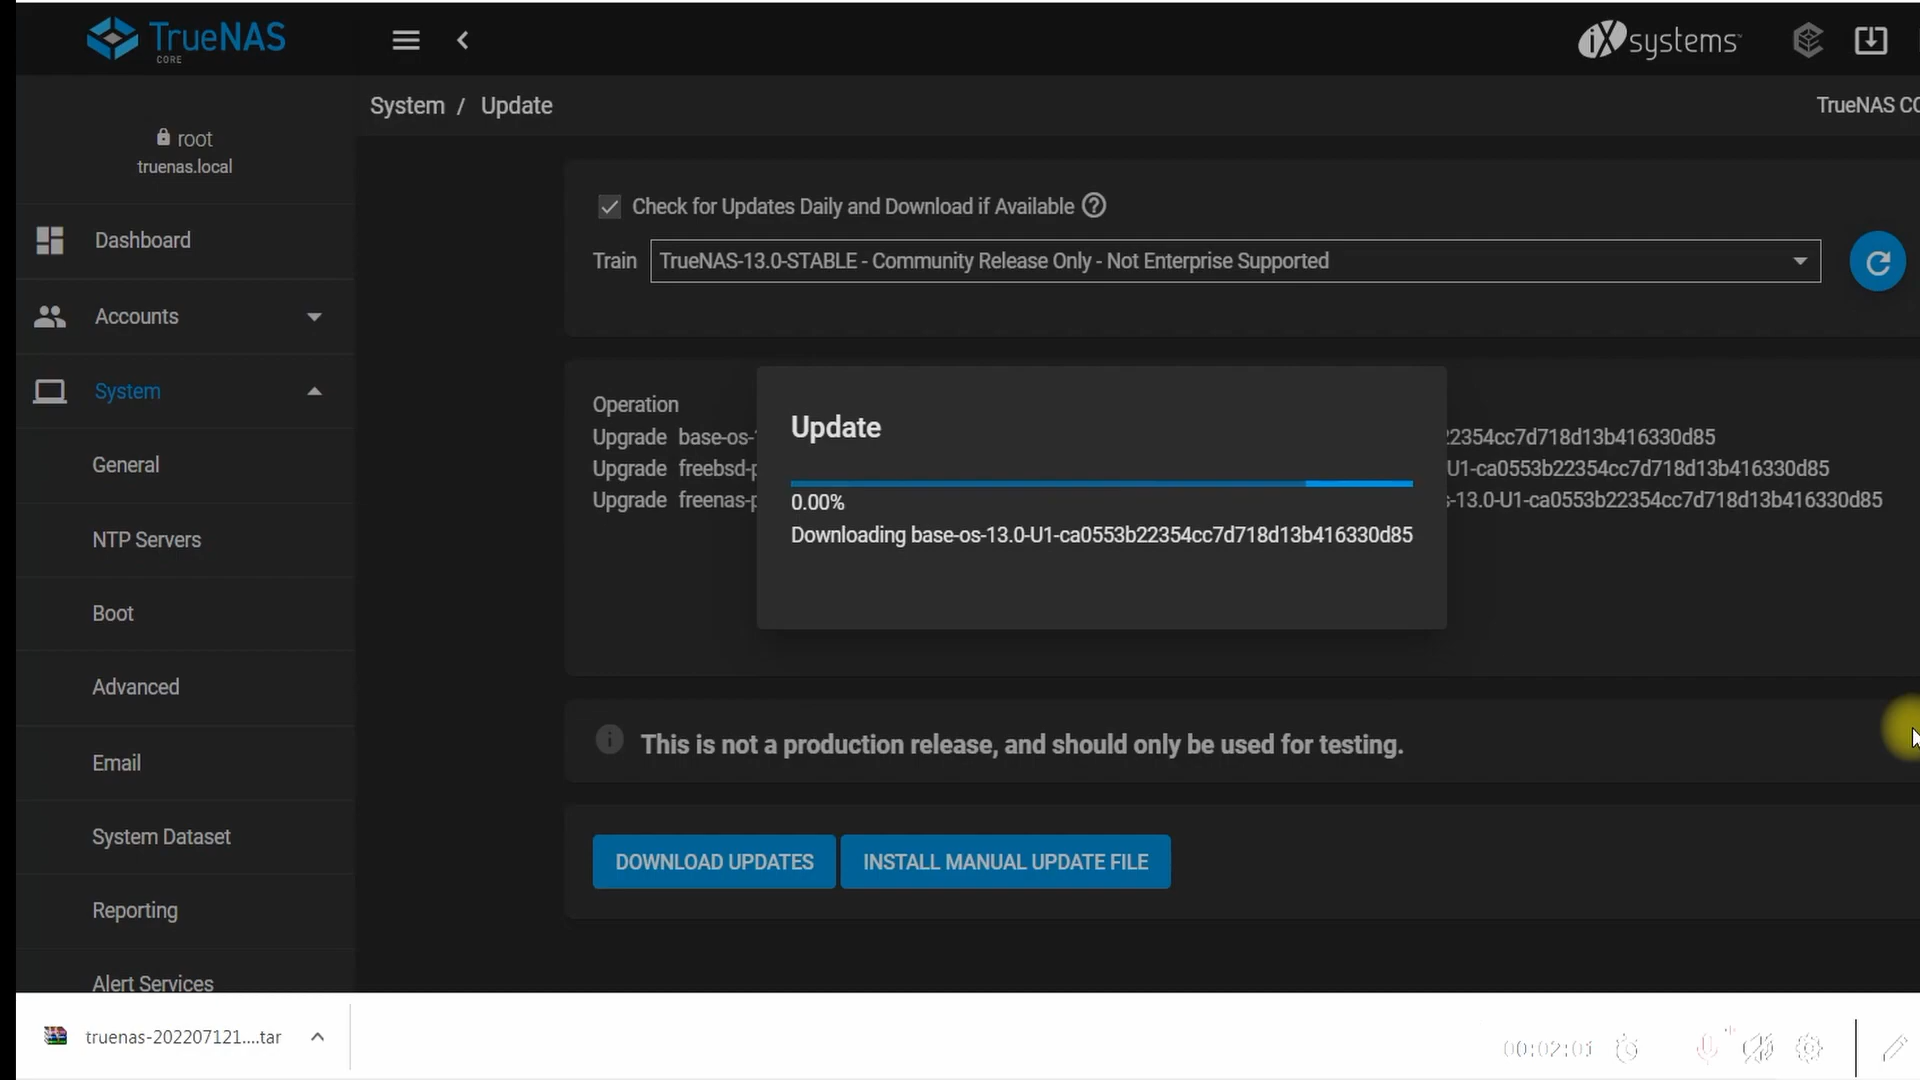 TrueNAS
CORE
iXsystems
System / Update
TrueNAS CO
root
truenas.local
Check for Updates Daily and Download if Available
Train TrueNAS-13.0-STABLE - Community Release Only - Not Enterprise Supported
Dashboard
Accounts
System
General
NTP Servers
Boot
Advanced
Email
System Dataset
Reporting
Alert Services
Operation
Upgrade base-os- 22354cc7d718d13b416330d85
Upgrade freebsd-p U1-ca0553b22354cc7d718d13b416330d85
Upgrade freenas-p -13.0-U1-ca0553b22354cc7d718d13b416330d85
Update
0.00%
Downloading base-os-13.0-U1-ca0553b22354cc7d718d13b416330d85
This is not a production release, and should only be used for testing.
DOWNLOAD UPDATES
INSTALL MANUAL UPDATE FILE
truenas-202207121....tar
00:02:01